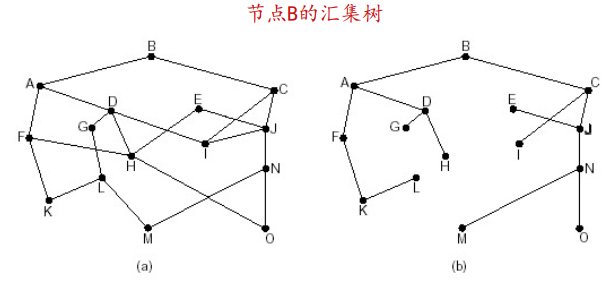 节点B的汇集树
B B
A C A C
D E D E
G J G J
F I F I
H N H N
L L
K K
M O M O
(a) (b)